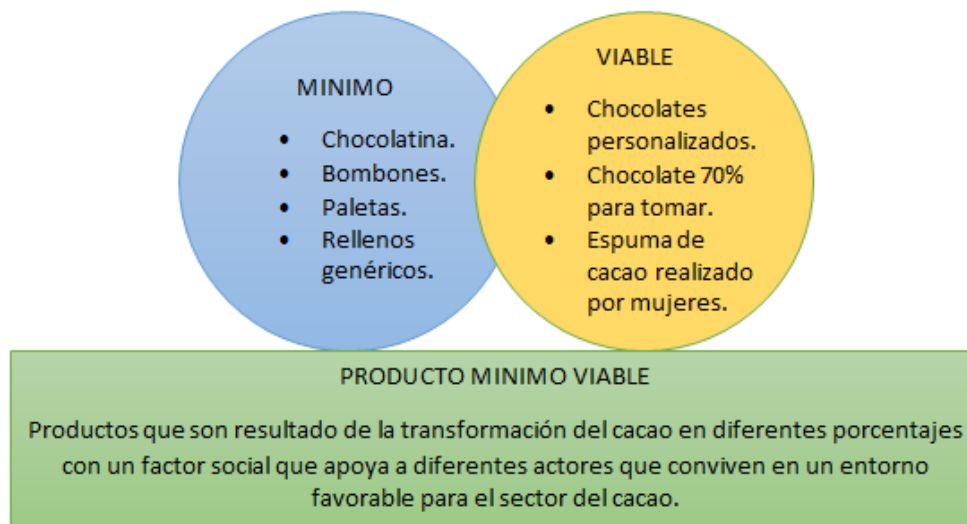 MINIMO
• Chocolatina.
• Bombones.
• Paletas.
• Rellenos
genéricos.
VIABLE
• Chocolates
personalizados.
• Chocolate 70%
para tomar.
• Espuma de
cacao realizado
por mujeres.
PRODUCTO MINIMO VIABLE
Productos que son resultado de la transformación del cacao en diferentes porcentajes
con un factor social que apoya a diferentes actores que conviven en un entorno
favorable para el sector del cacao.